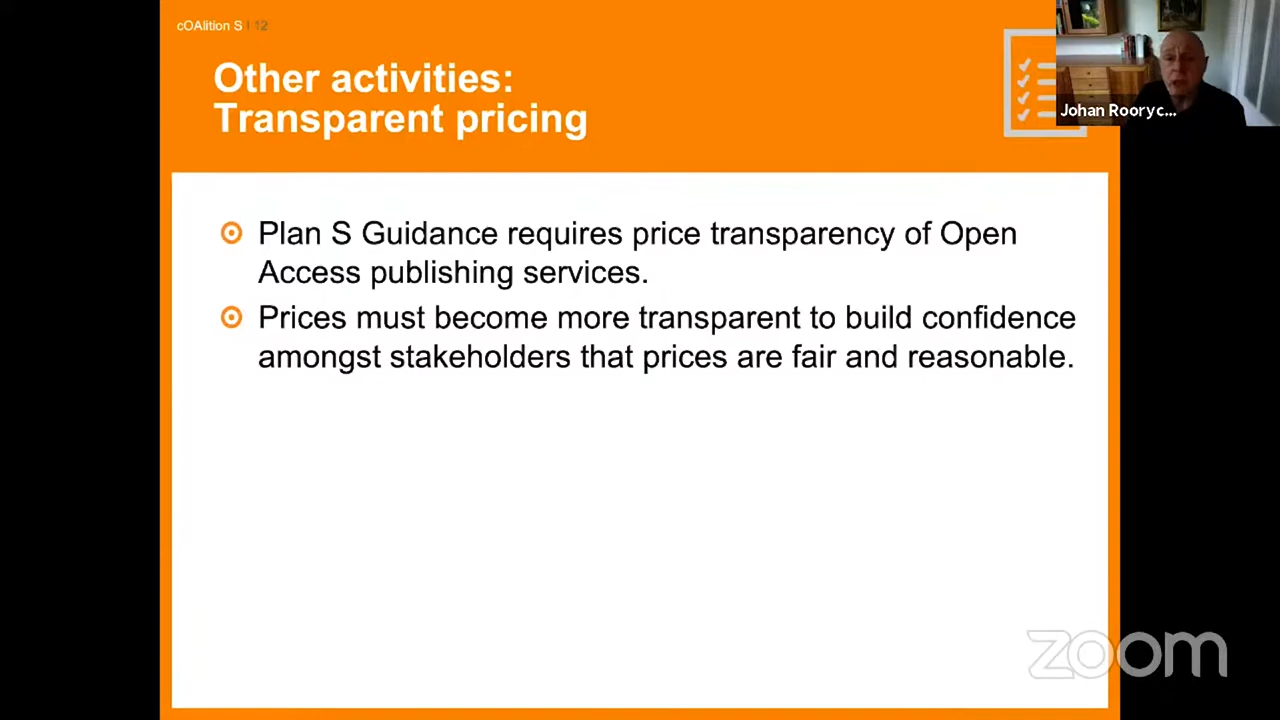 cOAlition S | 12
Other activities:
Transparent pricing
Johan Rooryc...
Plan S Guidance requires price transparency of Open
Access publishing services.
Prices must become more transparent to build confidence
amongst stakeholders that prices are fair and reasonable.
zoom